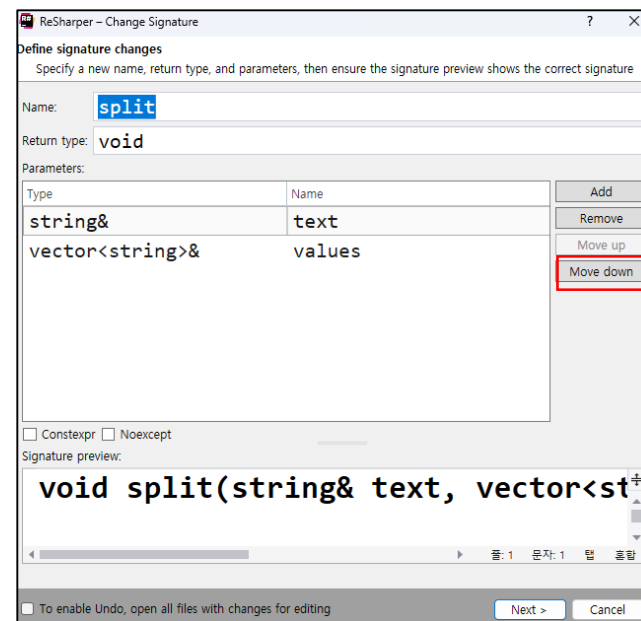 ReSharper – Change Signature ? ×
Define signature changes
Specify a new name, return type, and parameters, then ensure the signature preview shows the correct signature
Name: split
Return type: void
Parameters:
Type Name Add
string& text Remove
Move up
vector<string>& values
Move down
Constexpr Noexcept
Signature preview:
void split(string& text, vector<st
줄: 1 문자: 1 탭 혼합
To enable Undo, open all files with changes for editing Next > Cancel